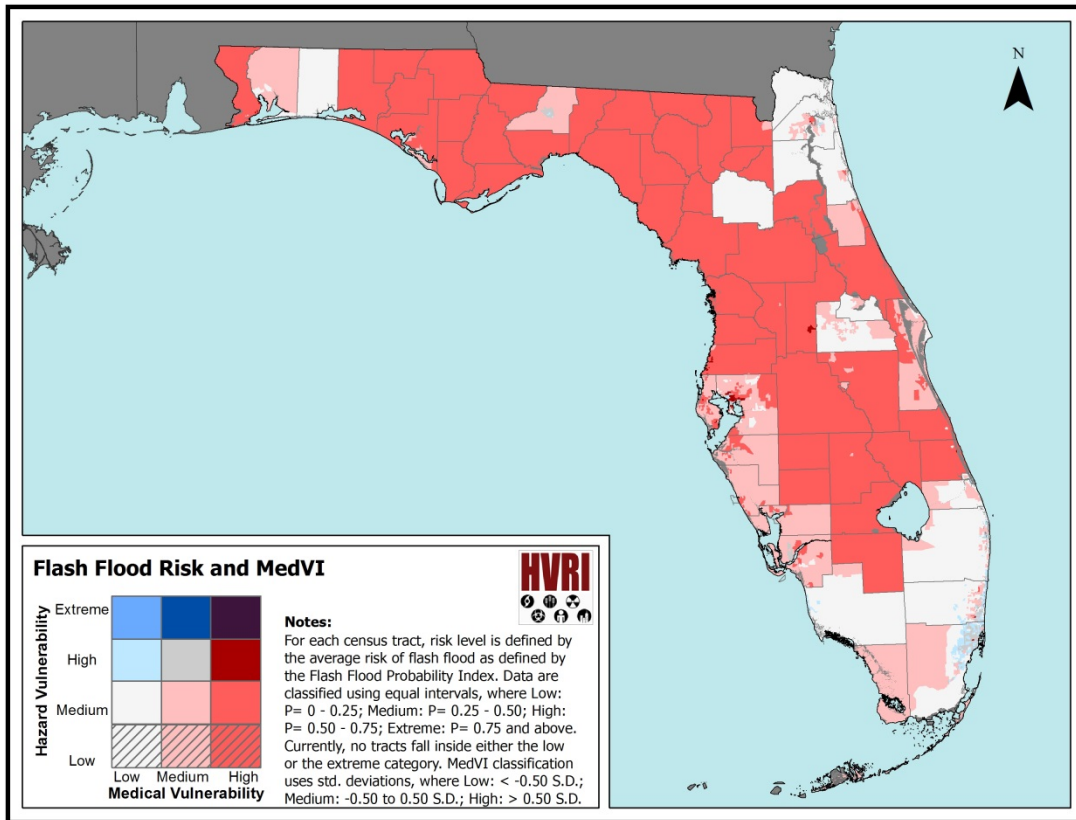 N
Flash Flood Risk and MedVI
HVRI
Hazard Vulnerability
Extreme
High
Medium
Low
Low
Medium
High
Medical Vulnerability
Notes:
For each census tract, risk level is defined by
the average risk of flash flood as defined by
the Flash Flood Probability Index. Data are
classified using equal intervals, where Low:
P= 0 - 0.25; Medium: P= 0.25 - 0.50; High:
P= 0.50 - 0.75; Extreme: P= 0.75 and above.
Currently, no tracts fall inside either the low
or the extreme category. MedVI classification
uses std. deviations, where Low: < -0.50 S.D.;
Medium: -0.50 to 0.50 S.D.; High: > 0.50 S.D.